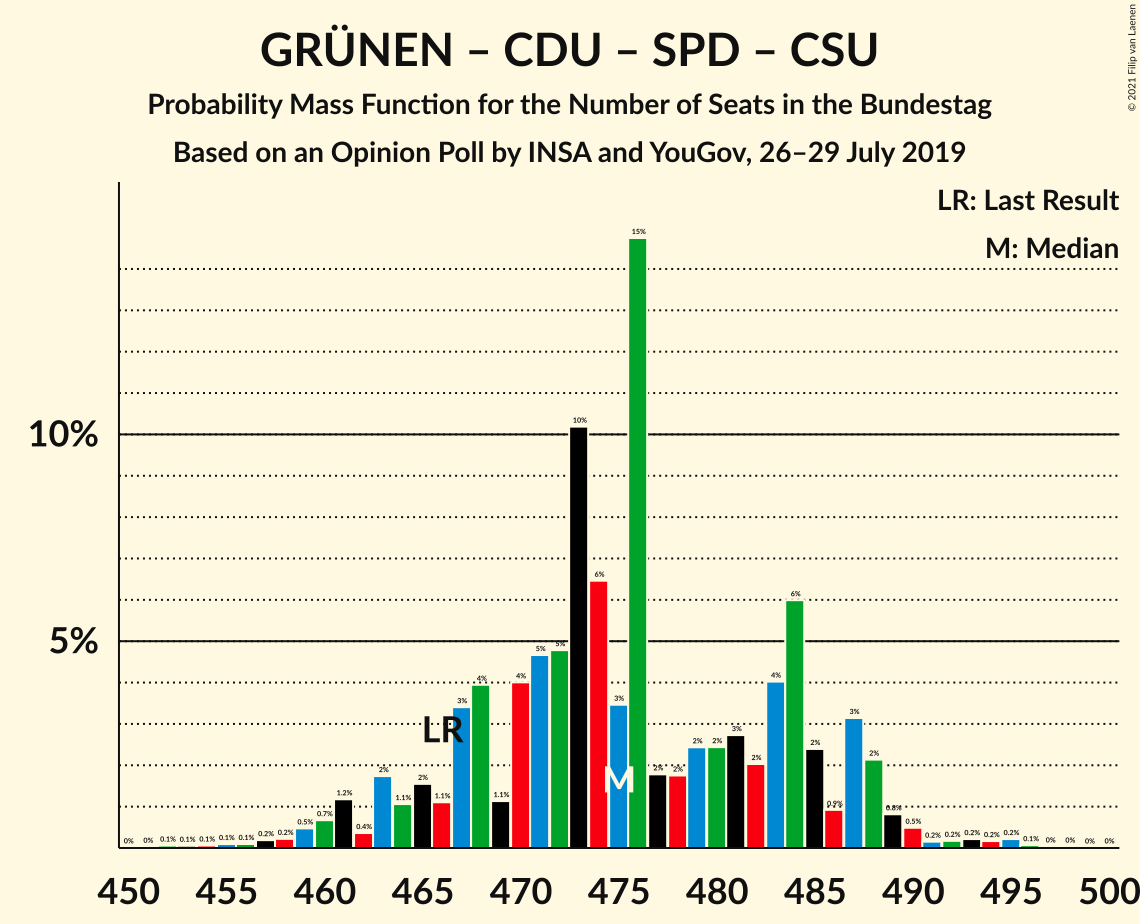 GRÜNEN – CDU – SPD – CSU
Probability Mass Function for the Number of Seats in the Bundestag
Based on an Opinion Poll by INSA and YouGov, 26–29 July 2019
© 2021 Filip van Laenen
LR: Last Result
M: Median
10%
5%
0% 0% 0.1% 0.1% 0.1% 0.1% 0.1% 0.2% 0.2% 0.5% 0.7% 1.2% 0.4% 2% 1.1% 2% 1.1% 3% 4% 1.1% 4% 5% 5% 10% 6% 3% 15% 2% 2% 2% 2% 3% 2% 4% 6% 2% 0.9% 3% 2% 0.8% 0.5% 0.2% 0.2% 0.2% 0.2% 0.2% 0.1% 0% 0% 0% 0%
LR
M
450 455 460 465 470 475 480 485 490 495 500